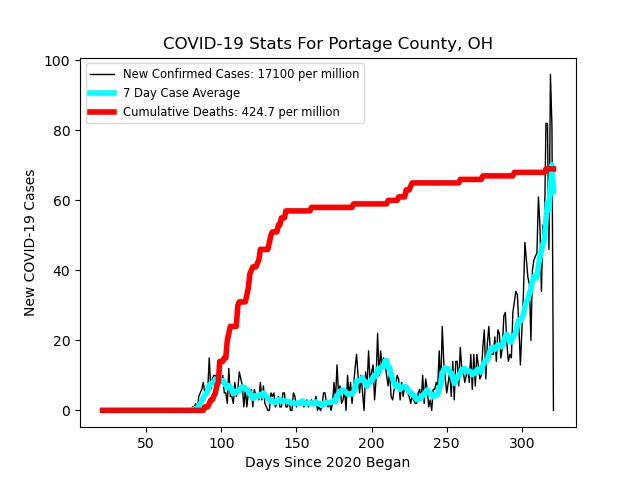 COVID-19 Stats For Portage County, OH
New Confirmed Cases: 17100 per million
7 Day Case Average
Cumulative Deaths: 424.7 per million
New COVID-19 Cases
100
80
60
40
20
0
50 100 150 200 250 300
Days Since 2020 Began